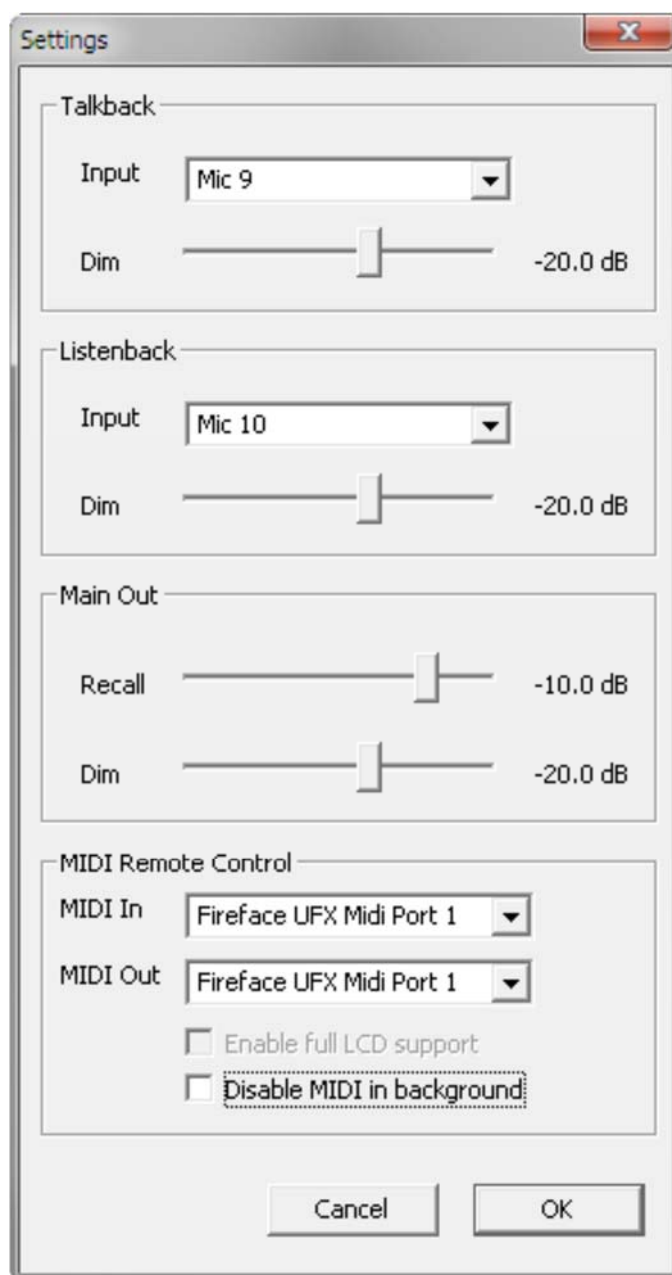 Settings
Talkback
Input Mic 9
Dim -20.0 dB
Listenback
Input Mic 10
Dim -20.0 dB
Main Out
Recall -10.0 dB
Dim -20.0 dB
MIDI Remote Control
MIDI In Fireface UFX Midi Port 1
MIDI Out Fireface UFX Midi Port 1
Enable full LCD support
Disable MIDI in background
Cancel OK